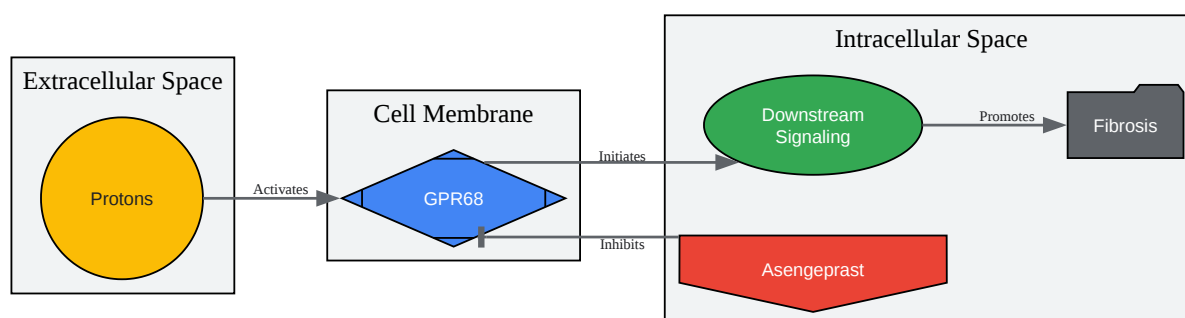 Extracellular Space
Protons
Activates
Cell Membrane
GPR68
Initiates
Inhibits
Intracellular Space
Downstream
Signaling
Promotes
Fibrosis
Asengeprast